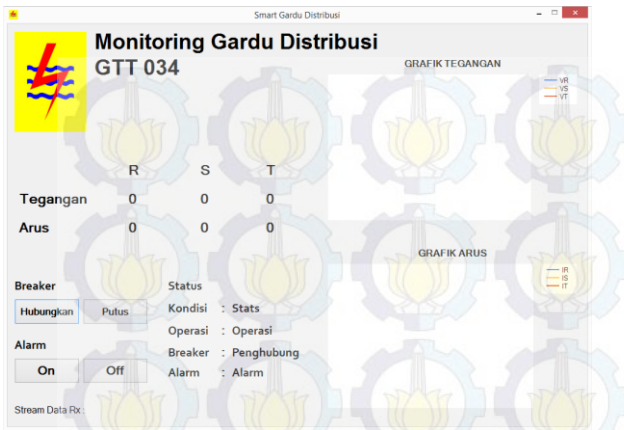 Smart Gardu Distribusi
Monitoring Gardu Distribusi
GTT 034
GRAFIK TEGANGAN
VR
VS
VT
R S T
Tegangan 0 0 0
Arus 0 0 0
GRAFIK ARUS
IR
IS
IT
Breaker
Hubungkan Putus
Alarm
On Off
Status
Kondisi : Stats
Operasi : Operasi
Breaker : Penghubung
Alarm : Alarm
Stream Data Rx :